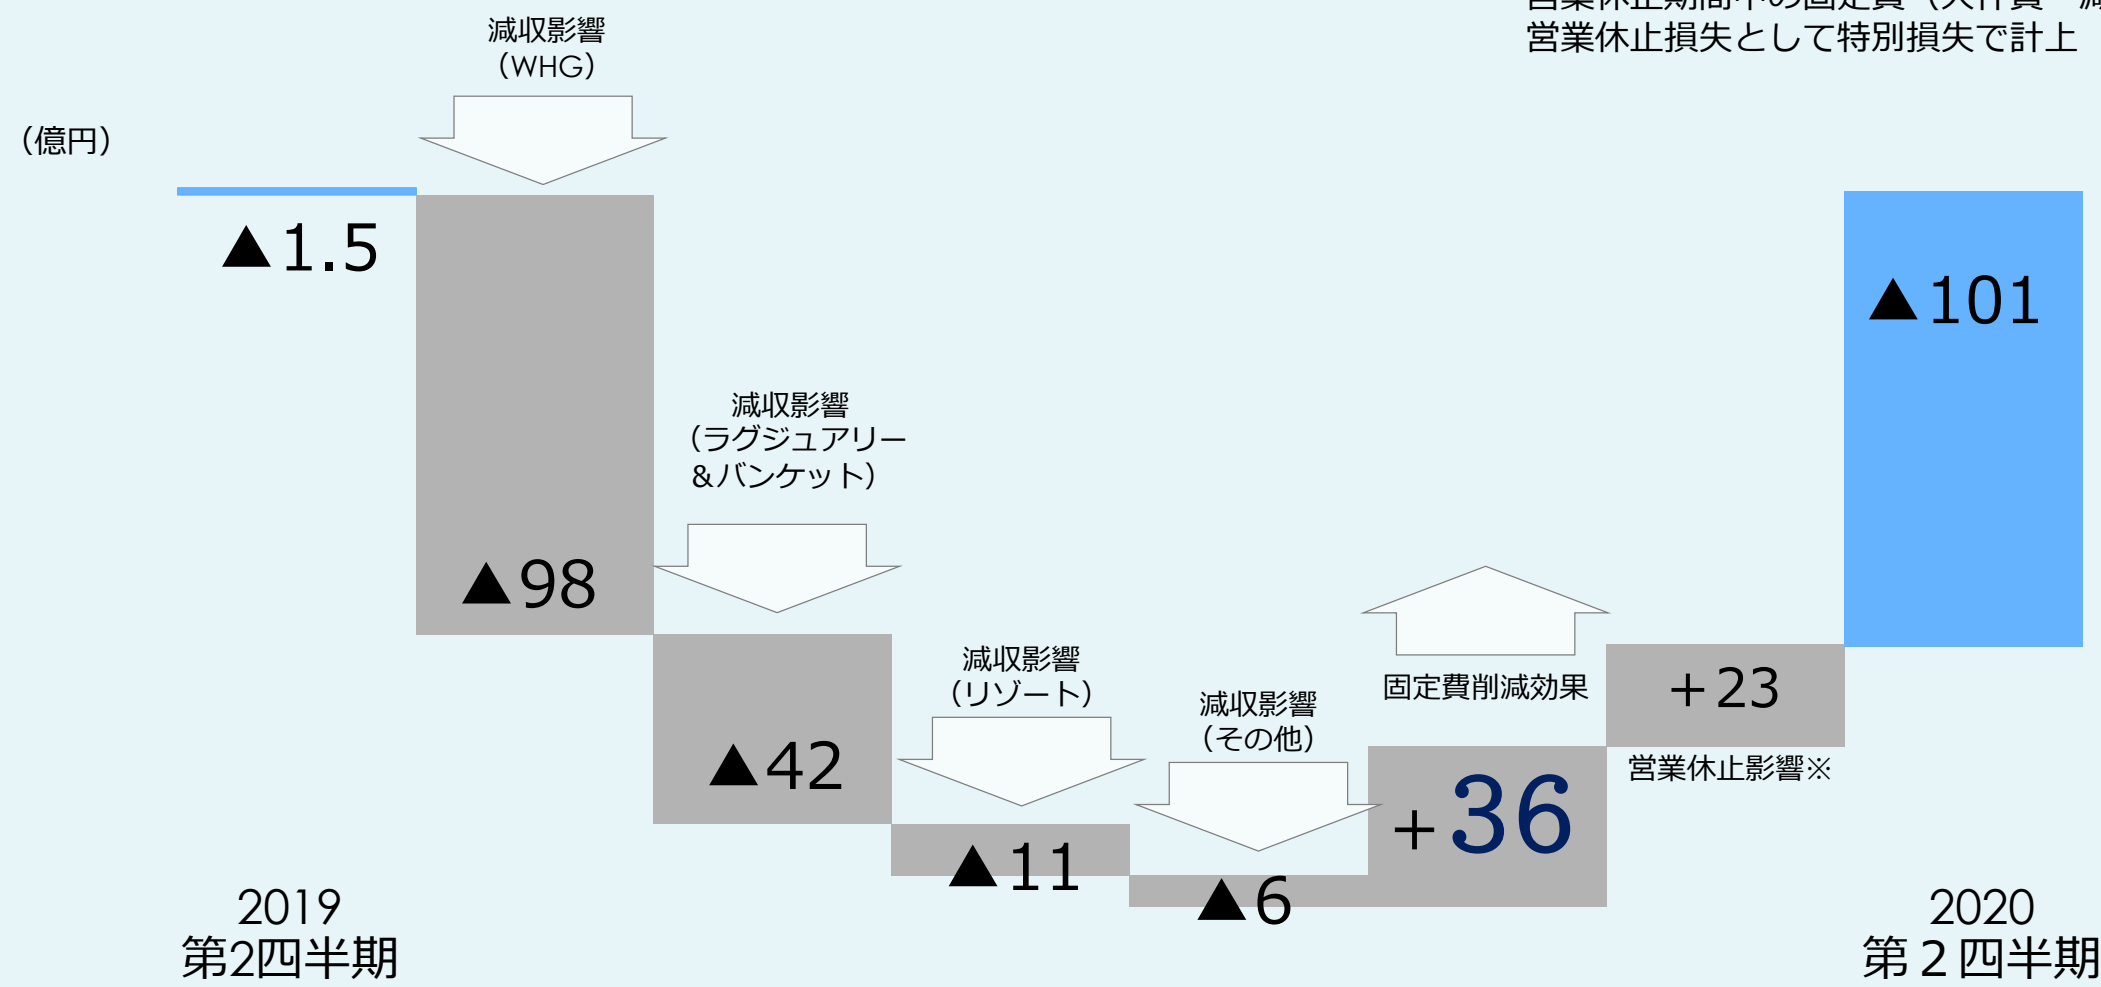 営業休止損失として特別損失で計上
減収影響
（WHG）
（億円）
▲1.5
▲98
減収影響
（ラグジュアリー
&バンケット）
▲42
減収影響
（リゾート）
▲11
減収影響
（その他）
▲6
固定費削減効果
+36
+23
営業休止影響※
▲101
2019
第2四半期
2020
第２四半期